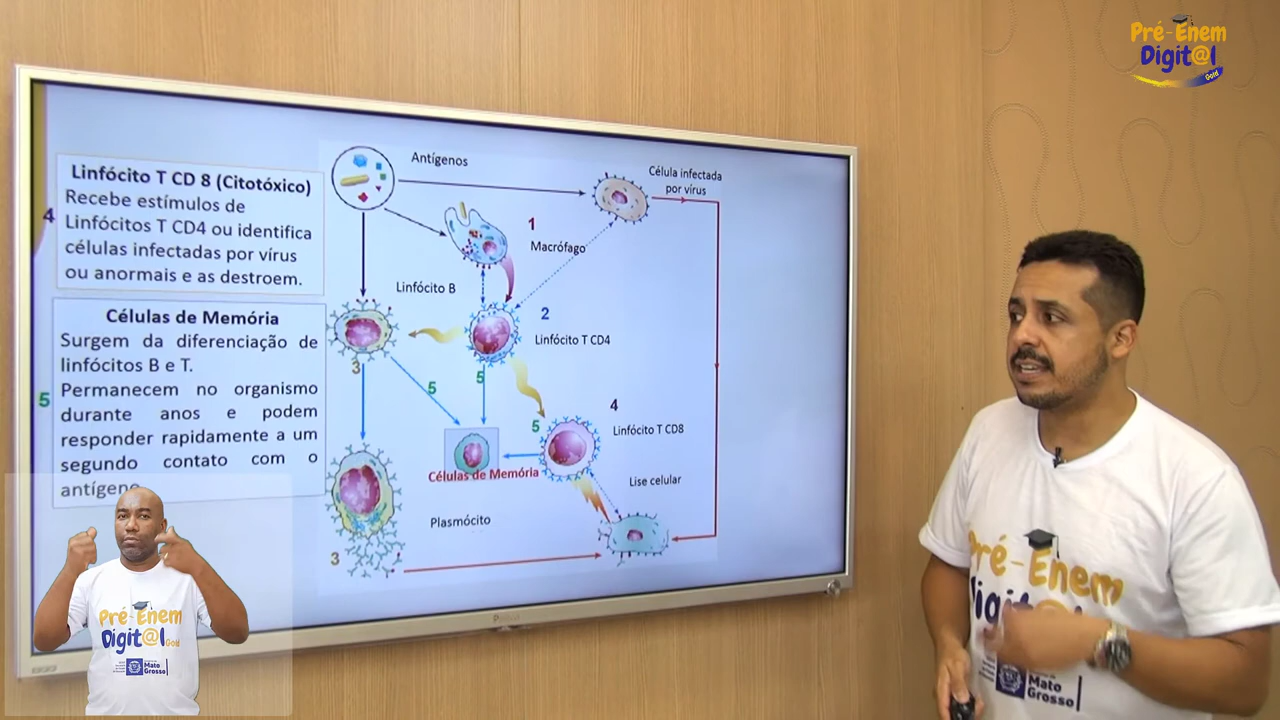 Pré-Enem
Digit@l
Gold
Linfócito T CD 8 (Citotóxico)
4
Recebe estímulos de
Linfócitos T CD4 ou identifica
células infectadas por vírus
ou anormais e as destroem.
Células de Memória
Surgem da diferenciação de
linfócitos B e T.
5
Permanecem no organismo
durante anos e podem
responder rapidamente a um
segundo contato com o
antígeno
Antígenos
Célula infectada
por vírus
1
Macrófago
Linfócito B
2
Linfócito T CD4
3
5
5
4
5
Linfócito T CD8
Células de Memória
Lise celular
Plasmócito
3
Pré-Enem
Digit@l
Gold
Mato
Grosso
Pré-Enem
Digit@l
Mato
Grosso